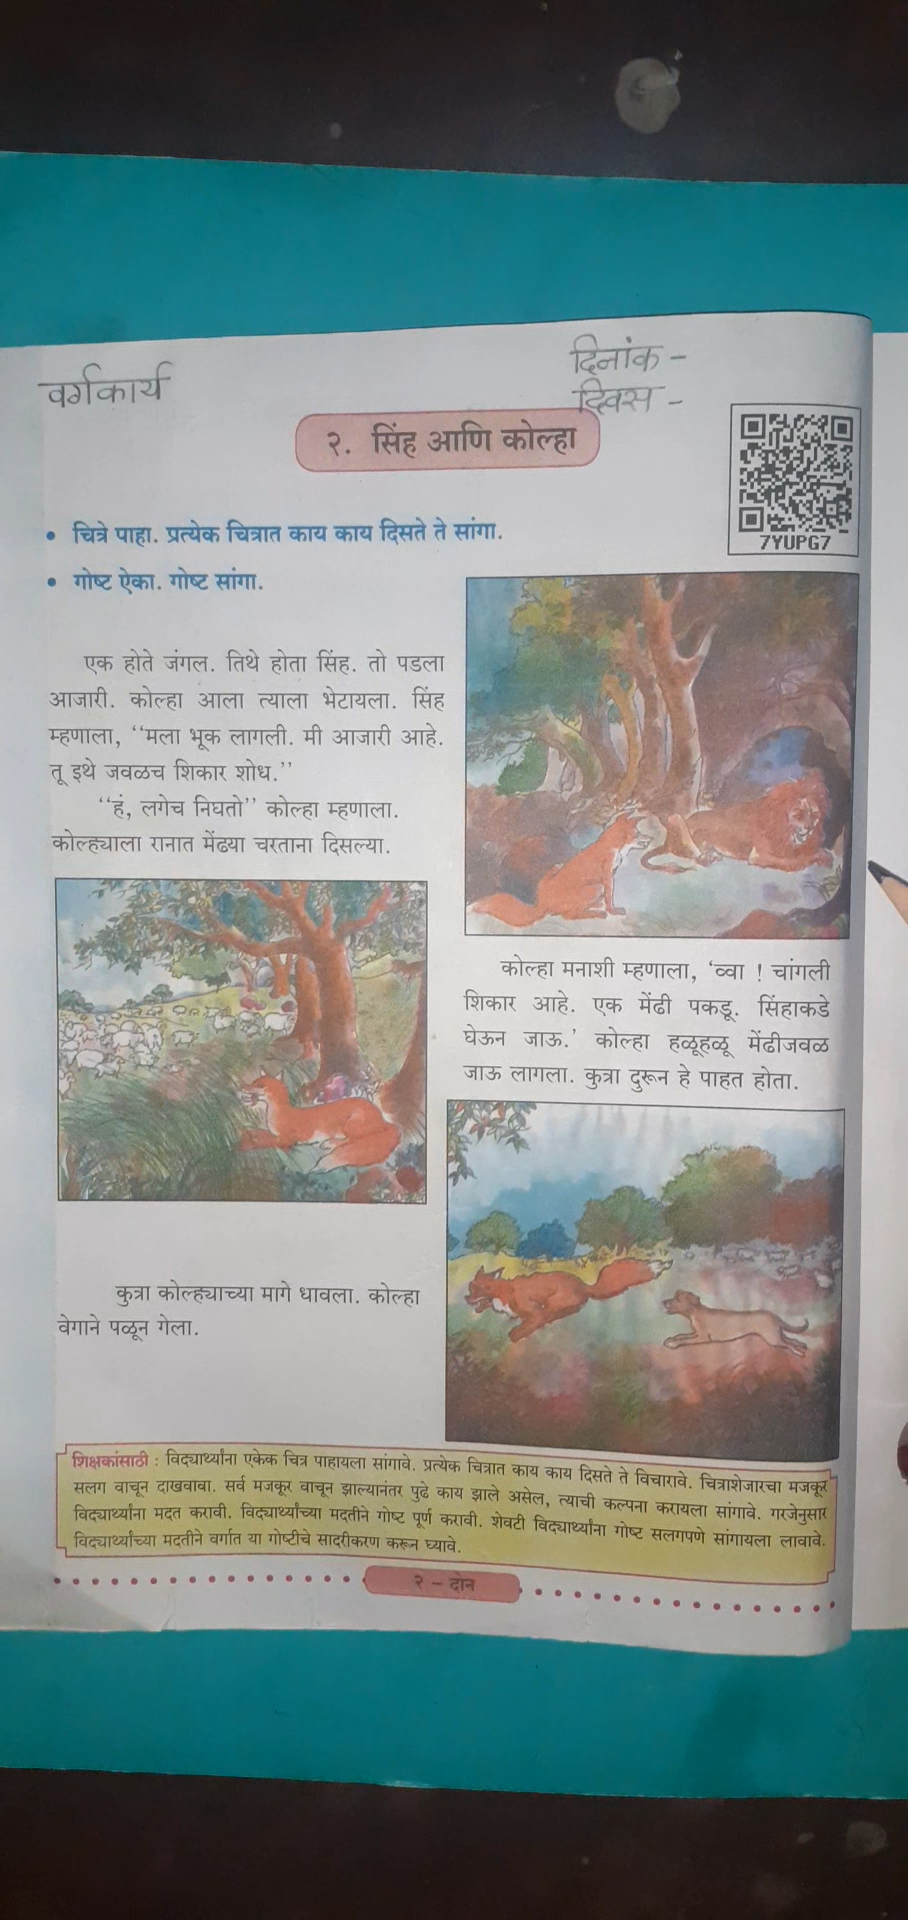 वर्गकार्य
दिनांक -
दिवस -
२. सिंह आणि कोल्हा
7YUPG7
• चित्रे पाहा. प्रत्येक चित्रात काय काय दिसते ते सांगा.
• गोष्ट ऐका. गोष्ट सांगा.
एक होते जंगल. तिथे होता सिंह. तो पडला
आजारी. कोल्हा आला त्याला भेटायला. सिंह
म्हणाला, ‘‘मला भूक लागली. मी आजारी आहे.
तू इथे जवळच शिकार शोध.’’
‘‘हं, लगेच निघतो’’ कोल्हा म्हणाला.
कोल्ह्याला रानात मेंढ्या चरताना दिसल्या.
कोल्हा मनाशी म्हणाला, ‘व्वा ! चांगली
शिकार आहे. एक मेंढी पकडू. सिंहाकडे
घेऊन जाऊ.’ कोल्हा हळूहळू मेंढीजवळ
जाऊ लागला. कुत्रा दुरून हे पाहत होता.
कुत्रा कोल्ह्याच्या मागे धावला. कोल्हा
वेगाने पळून गेला.
शिक्षकांसाठी : विद्यार्थ्यांना एकेक चित्र पाहायला सांगावे. प्रत्येक चित्रात काय काय दिसते ते विचारावे. चित्राशेजारचा मजकूर
सलग वाचून दाखवावा. सर्व मजकूर वाचून झाल्यानंतर पुढे काय झाले असेल, त्याची कल्पना करायला सांगावे. गरजेनुसार
विद्यार्थ्यांना मदत करावी. विद्यार्थ्यांच्या मदतीने गोष्ट पूर्ण करावी. शेवटी विद्यार्थ्यांना गोष्ट सलगपणे सांगायला लावावे.
विद्यार्थ्यांच्या मदतीने वर्गात या गोष्टीचे सादरीकरण करून घ्यावे.
२ - दोन